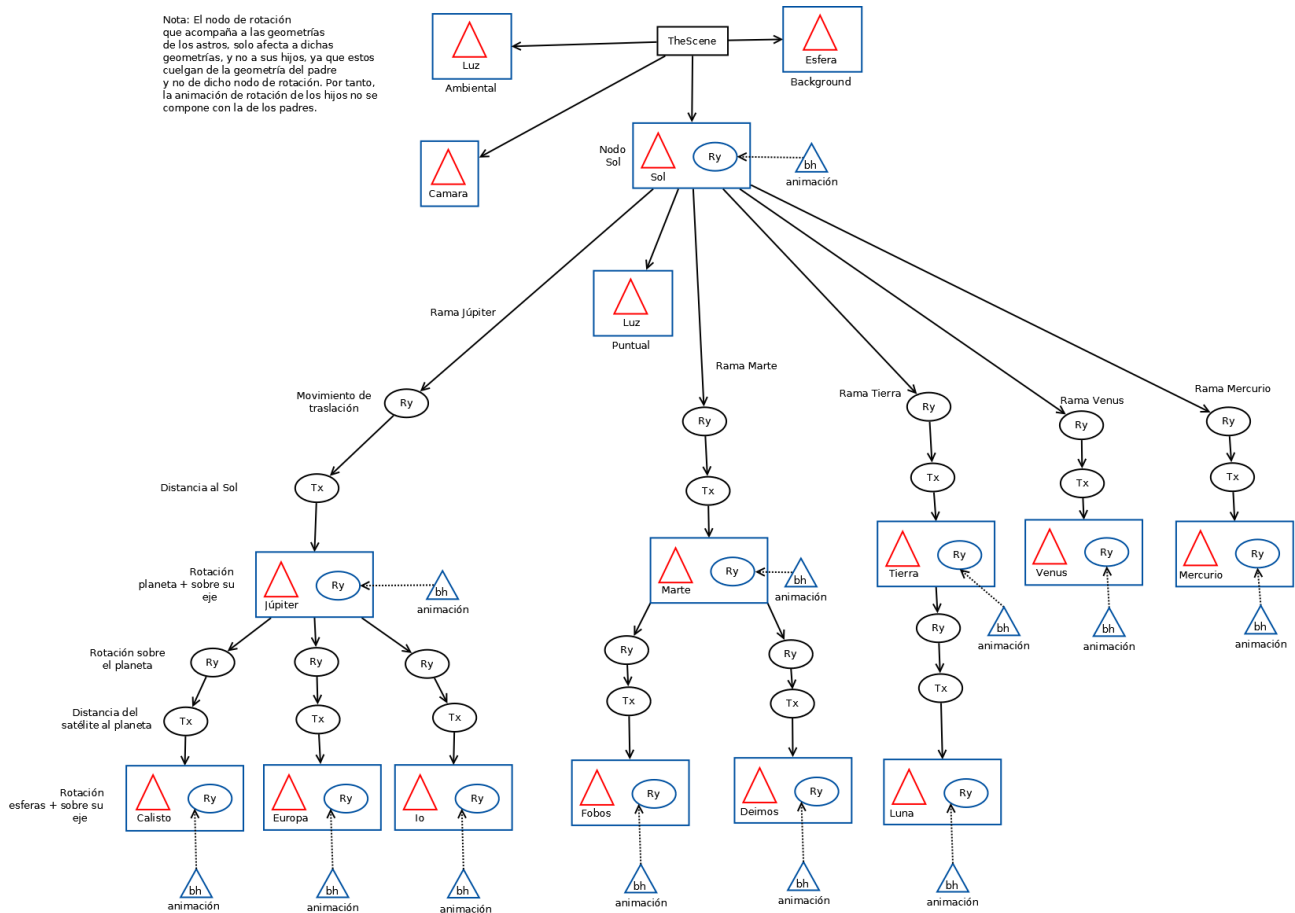 Nota: El nodo de rotación
que acompaña a las geometrías
de los astros, solo afecta a dichas
geometrías, y no a sus hijos, ya que estos
cuelgan de la geometría del padre
y no de dicho nodo de rotación. Por tanto,
la animación de rotación de los hijos no se
compone con la de los padres.
Luz
Ambiental
TheScene
Esfera
Background
Camara
Nodo
Sol
Sol
Ry
bh
animación
Luz
Puntual
Rama Júpiter
Rama Marte
Rama Tierra
Rama Venus
Rama Mercurio
Movimiento de
traslación
Ry
Ry
Ry
Ry
Ry
Distancia al Sol
Tx
Tx
Tx
Tx
Tx
Rotación
planeta + sobre su
eje
Júpiter
Ry
bh
animación
Marte
Ry
bh
animación
Tierra
Ry
bh
animación
Venus
Ry
bh
animación
Mercurio
Ry
bh
animación
Rotación sobre
el planeta
Ry
Ry
Ry
Ry
Ry
Ry
Distancia del
satélite al planeta
Tx
Tx
Tx
Tx
Tx
Tx
Rotación
esferas + sobre su
eje
Calisto
Ry
Europa
Ry
Io
Ry
Fobos
Ry
Deimos
Ry
Luna
Ry
bh
animación
bh
animación
bh
animación
bh
animación
bh
animación
bh
animación